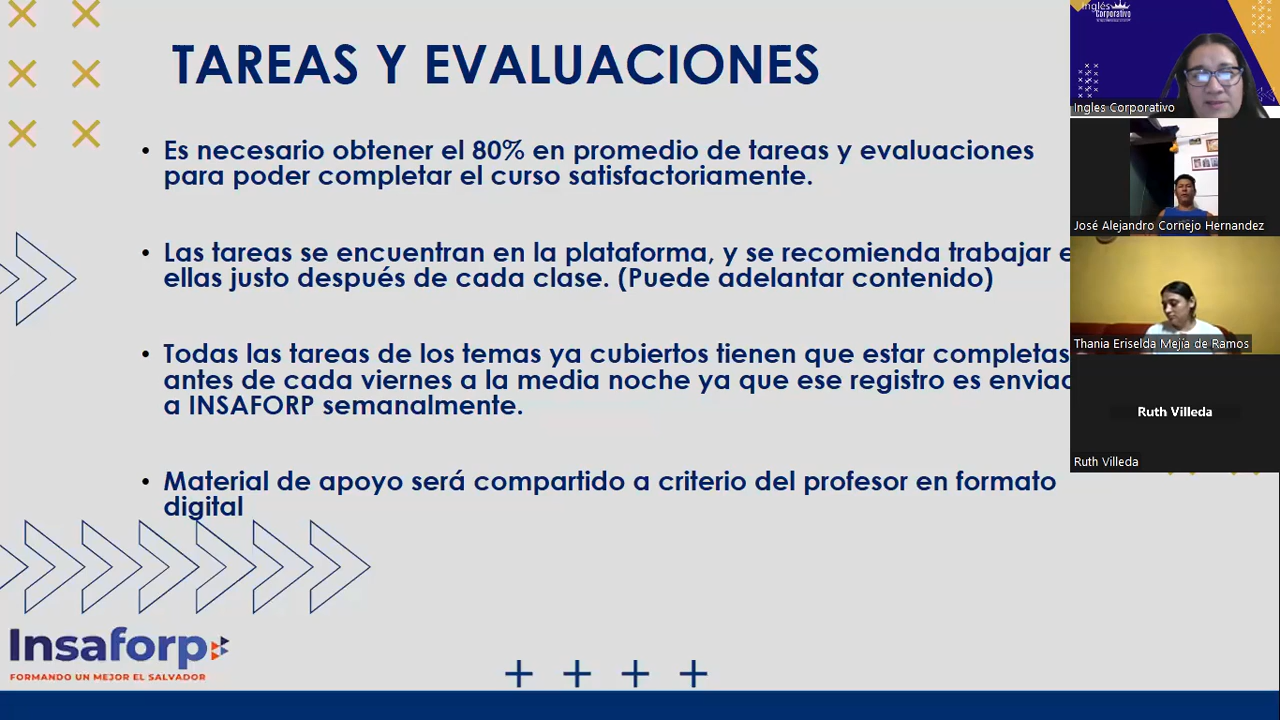 TAREAS Y EVALUACIONES
• Es necesario obtener el 80% en promedio de tareas y evaluaciones
para poder completar el curso satisfactoriamente.
• Las tareas se encuentran en la plataforma, y se recomienda trabajar e
ellas justo después de cada clase. (Puede adelantar contenido)
• Todas las tareas de los temas ya cubiertos tienen que estar completas
antes de cada viernes a la media noche ya que ese registro es enviad
a INSAFORP semanalmente.
• Material de apoyo será compartido a criterio del profesor en formato
digital
Insaforp
FORMANDO UN MEJOR EL SALVADOR
Inglés
Corporativo
Ingles Corporativo
José Alejandro Cornejo Hernandez
Thania Eriselda Mejía de Ramos
Ruth Villeda
Ruth Villeda